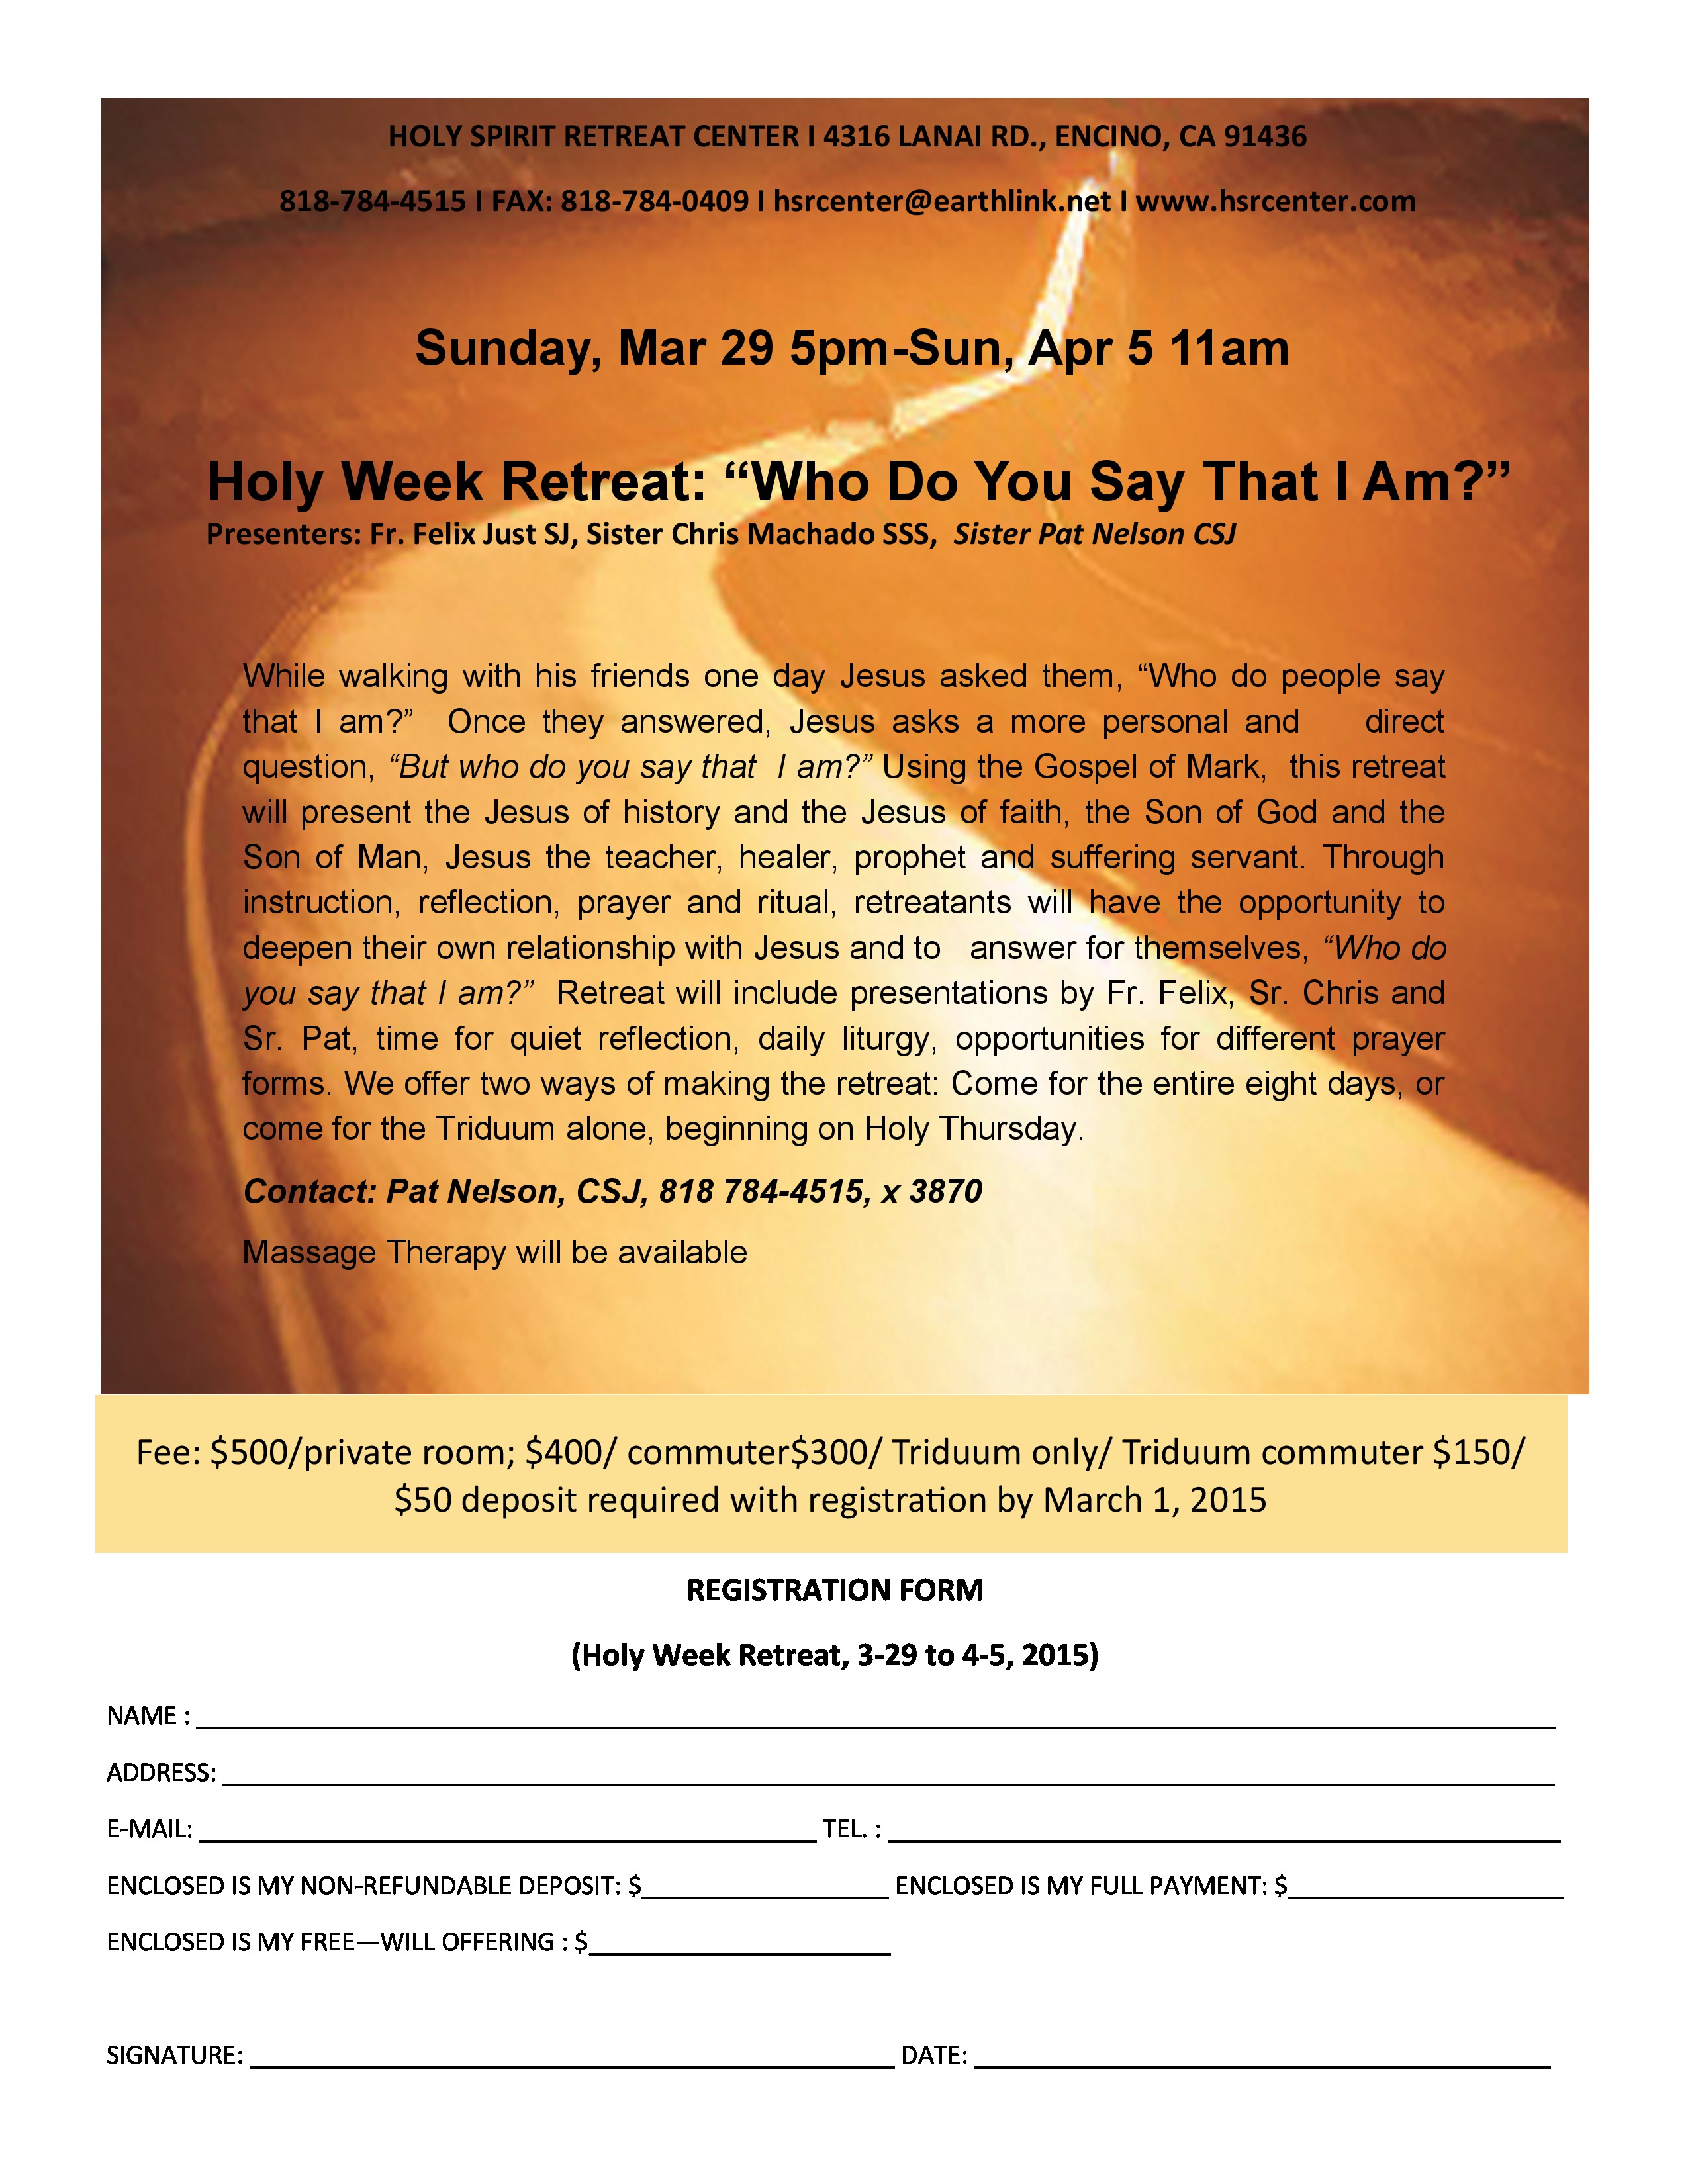 HOLY SPIRIT RETREAT CENTER I 4316 LANAI RD., ENCINO, CA 91436
818-784-4515 I FAX: 818-784-0409 I hsrcenter@earthlink.net I www.hsrcenter.com
Sunday, Mar 29 5pm-Sun, Apr 5 11am
Holy Week Retreat: “Who Do You Say That I Am?”
Presenters: Fr. Felix Just SJ, Sister Chris Machado SSS, Sister Pat Nelson CSJ
While walking with his friends one day Jesus asked them, “Who do people say
that I am?” Once they answered, Jesus asks a more personal and direct
question, “But who do you say that I am?” Using the Gospel of Mark, this retreat
will present the Jesus of history and the Jesus of faith, the Son of God and the
Son of Man, Jesus the teacher, healer, prophet and suffering servant. Through
instruction, reflection, prayer and ritual, retreatants will have the opportunity to
deepen their own relationship with Jesus and to answer for themselves, “Who do
you say that I am?” Retreat will include presentations by Fr. Felix, Sr. Chris and
Sr. Pat, time for quiet reflection, daily liturgy, opportunities for different prayer
forms. We offer two ways of making the retreat: Come for the entire eight days, or
come for the Triduum alone, beginning on Holy Thursday.
Contact: Pat Nelson, CSJ, 818 784-4515, x 3870
Massage Therapy will be available
Fee: $500/private room; $400/ commuter$300/ Triduum only/ Triduum commuter $150/
$50 deposit required with registration by March 1, 2015
REGISTRATION FORM
(Holy Week Retreat, 3-29 to 4-5, 2015)
NAME : ____
ADDRESS: ____
E-MAIL: ____ TEL. : ____
ENCLOSED IS MY NON-REFUNDABLE DEPOSIT: $____ ENCLOSED IS MY FULL PAYMENT: $____
ENCLOSED IS MY FREE—WILL OFFERING : $____
SIGNATURE: ____ DATE: ____